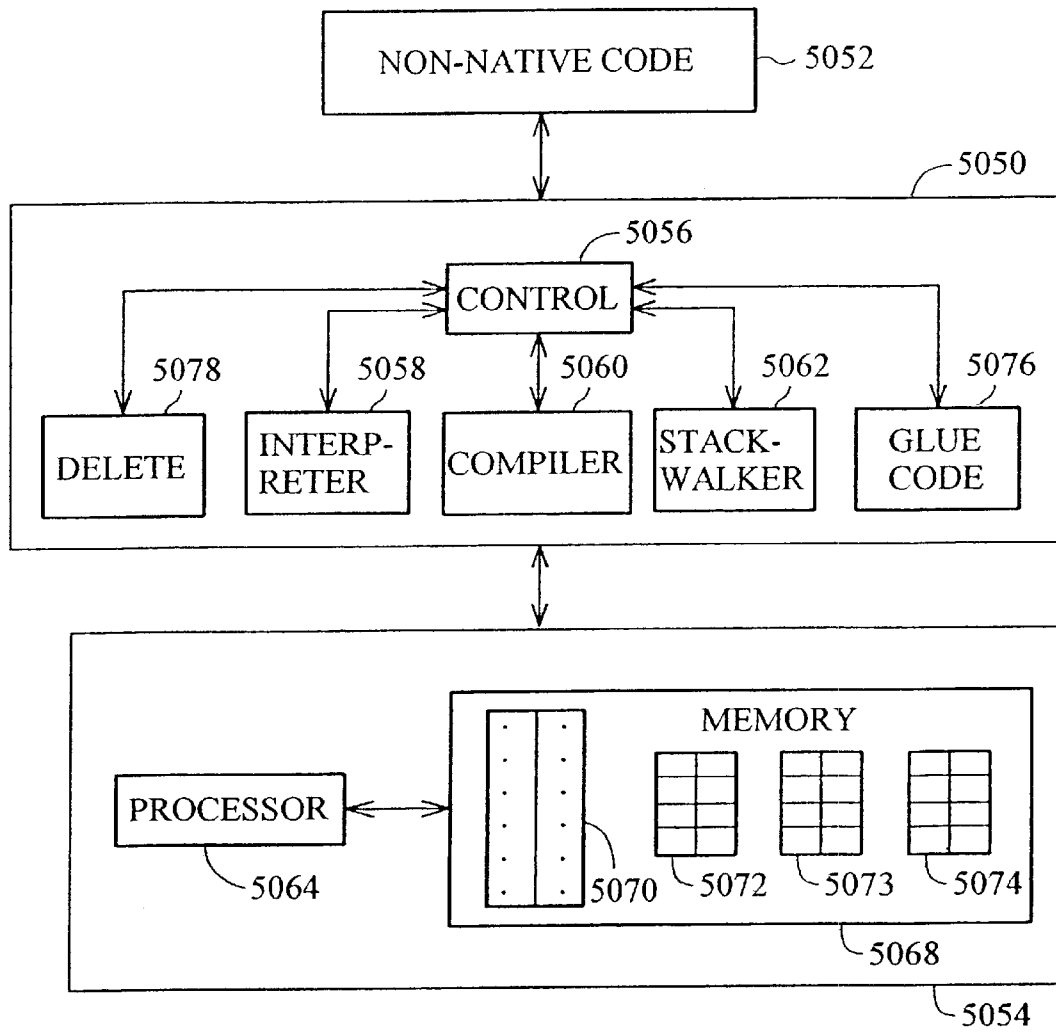 NON-NATIVE CODE
5052
5050
5056
CONTROL
5078
5058
5060
5062
5076
DELETE
INTERP-
RETER
COMPILER
STACK-
WALKER
GLUE
CODE
MEMORY
PROCESSOR
5064
5070
5072
5073
5074
5068
5054